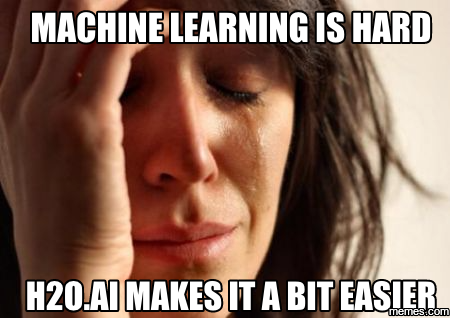 MACHINE LEARNING IS HARD
H2O.AI MAKES IT A BIT EASIER
memes.com